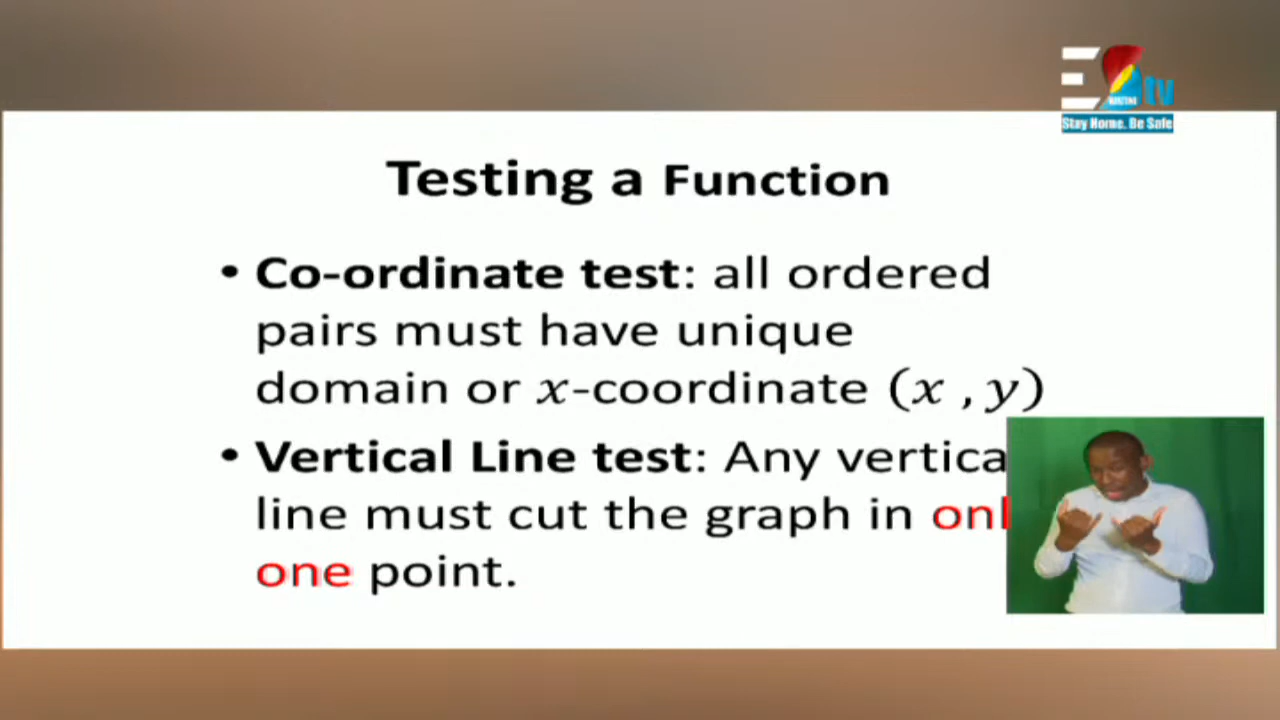 tv
Stay Home. Be Safe
Testing a Function
• Co-ordinate test: all ordered
pairs must have unique
domain or x-coordinate (x , y)
• Vertical Line test: Any vertica
line must cut the graph in onl
one point.